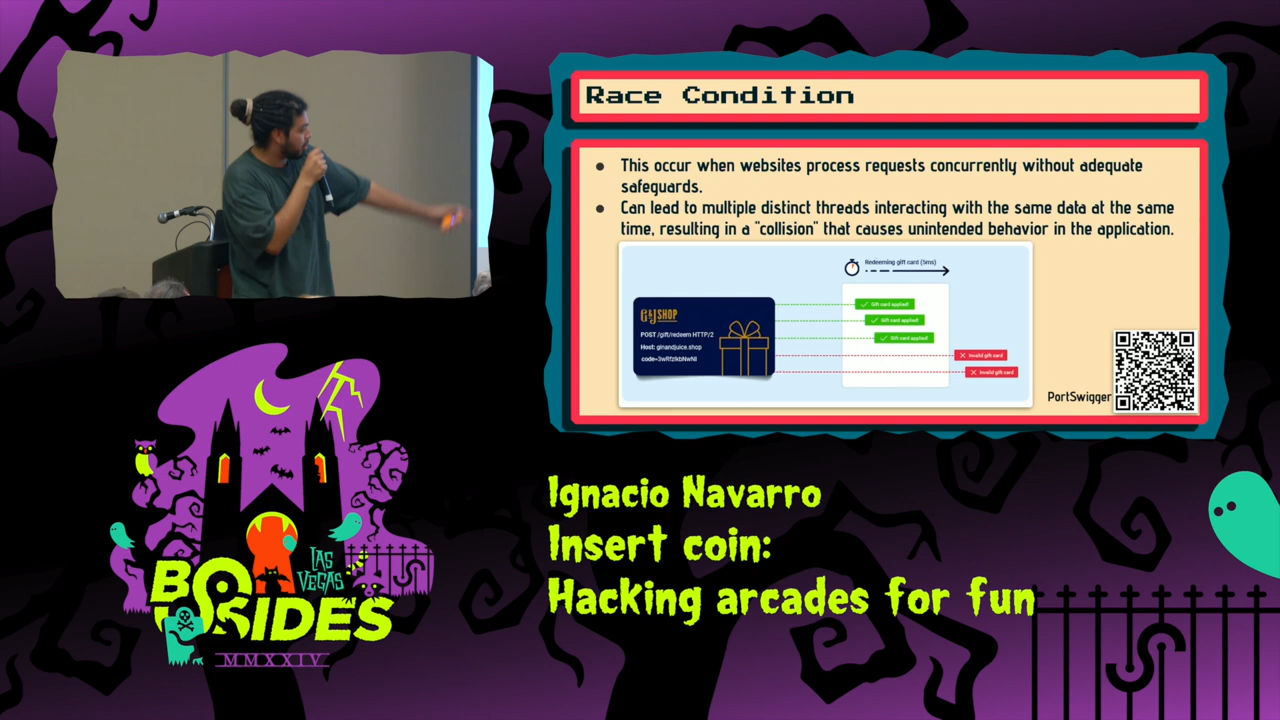 Race Condition
This occur when websites process requests concurrently without adequate
safeguards.
Can lead to multiple distinct threads interacting with the same data at the same
time, resulting in a "collision" that causes unintended behavior in the application.
Redeeming gift card (5ms)
G&J SHOP
POST /gift/redeem HTTP/2
Host: ginandjuice.shop
code=3wRfzIkbNwNI
Gift card applied!
Gift card applied!
Gift card applied!
Invalid gift card
Invalid gift card
PortSwigger
Ignacio Navarro
Insert coin:
Hacking arcades for fun
LAS
VEGAS
BSIDES
MMXXIV